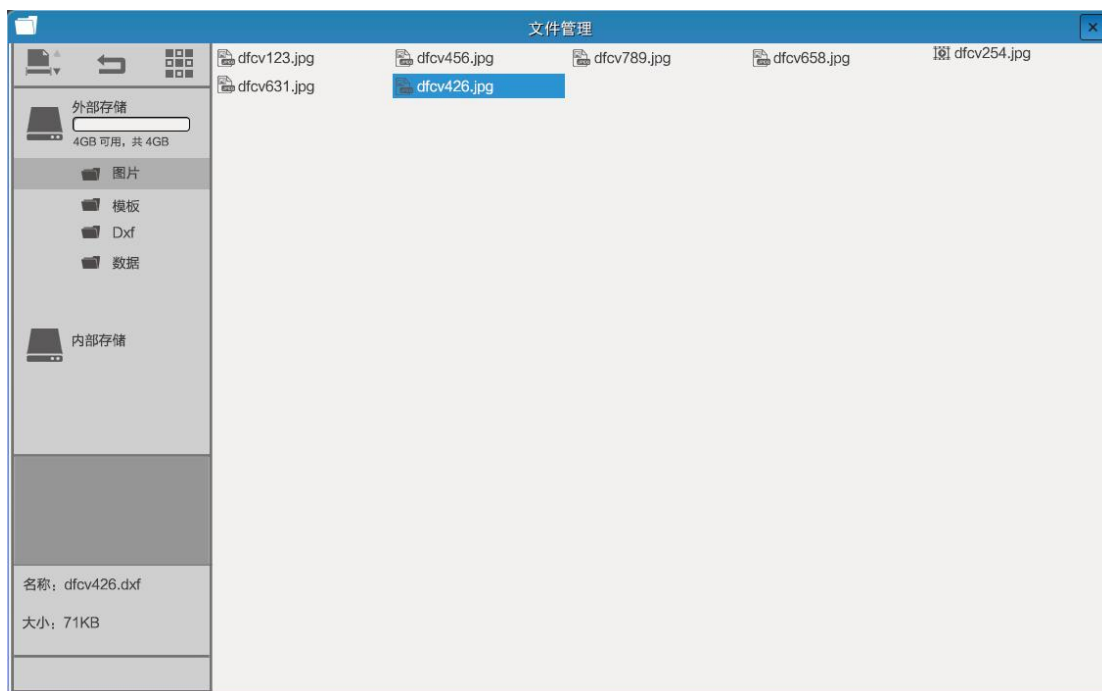 文件管理
dfcv123.jpg dfcv456.jpg dfcv789.jpg dfcv658.jpg dfcv254.jpg
dfcv631.jpg dfcv426.jpg
外部存储
4GB 可用，共 4GB
图片
模板
Dxf
数据
内部存储
名称：dfcv426.dxf
大小：71KB